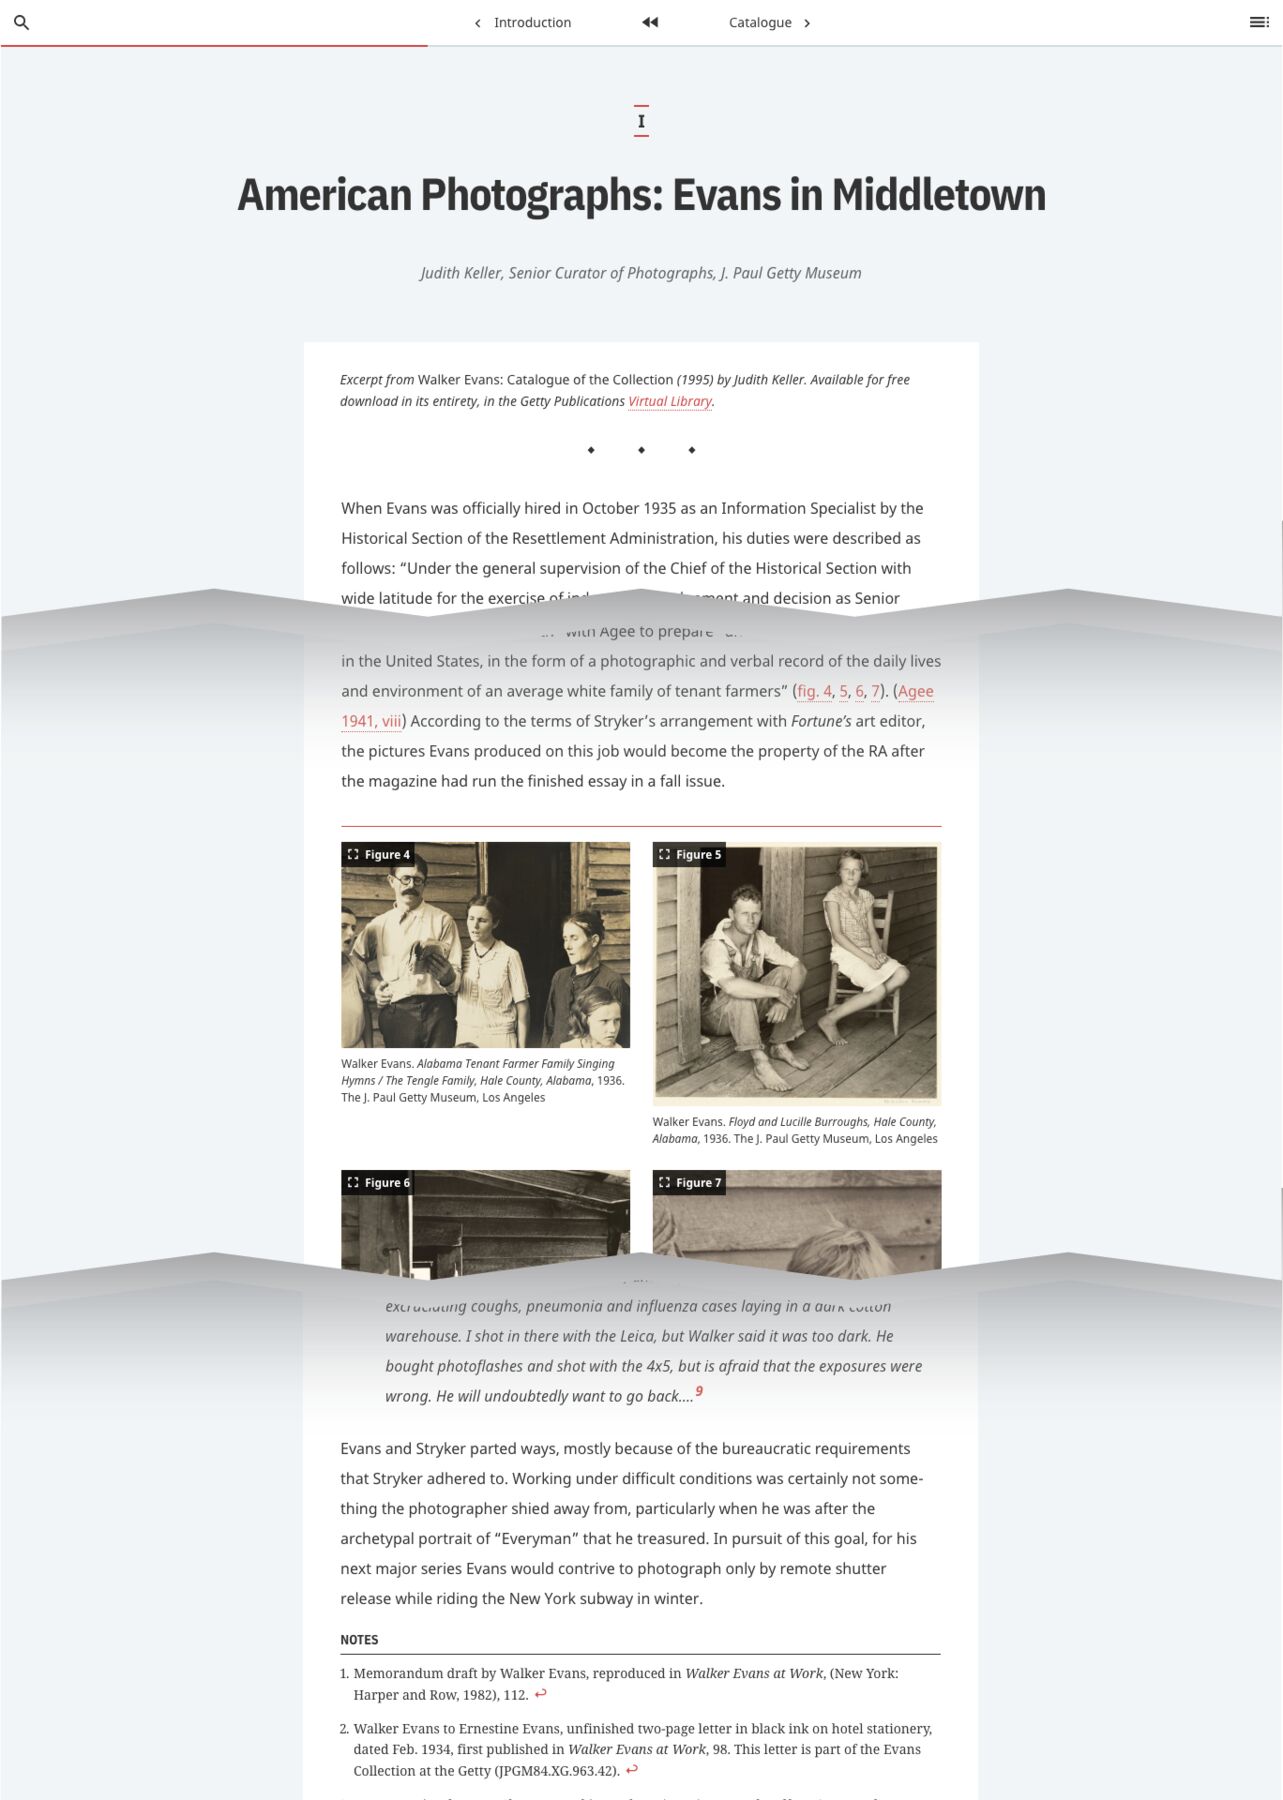 Introduction
Catalogue
I
American Photographs: Evans in Middletown
Judith Keller, Senior Curator of Photographs, J. Paul Getty Museum
Excerpt from Walker Evans: Catalogue of the Collection (1995) by Judith Keller. Available for free
download in its entirety, in the Getty Publications Virtual Library.
When Evans was officially hired in October 1935 as an Information Specialist by the
Historical Section of the Resettlement Administration, his duties were described as
follows: “Under the general supervision of the Chief of the Historical Section with
wide latitude for the exercise of and decision as Senior
with Agee to prepare
in the United States, in the form of a photographic and verbal record of the daily lives
and environment of an average white family of tenant farmers” (fig. 4, 5, 6, 7). (Agee
1941, viii) According to the terms of Stryker’s arrangement with Fortune’s art editor,
the pictures Evans produced on this job would become the property of the RA after
the magazine had run the finished essay in a fall issue.
Figure 4
Figure 5
Walker Evans. Alabama Tenant Farmer Family Singing
Hymns / The Tengle Family, Hale County, Alabama, 1936.
The J. Paul Getty Museum, Los Angeles
Walker Evans. Floyd and Lucille Burroughs, Hale County,
Alabama, 1936. The J. Paul Getty Museum, Los Angeles
Figure 6
Figure 7
excruciating coughs, pneumonia and influenza cases laying in a dark cotton
warehouse. I shot in there with the Leica, but Walker said it was too dark. He
bought photoflashes and shot with the 4x5, but is afraid that the exposures were
wrong. He will undoubtedly want to go back....9
Evans and Stryker parted ways, mostly because of the bureaucratic requirements
that Stryker adhered to. Working under difficult conditions was certainly not some-
thing the photographer shied away from, particularly when he was after the
archetypal portrait of “Everyman” that he treasured. In pursuit of this goal, for his
next major series Evans would contrive to photograph only by remote shutter
release while riding the New York subway in winter.
NOTES
1. Memorandum draft by Walker Evans, reproduced in Walker Evans at Work, (New York:
Harper and Row, 1982), 112. ↩
2. Walker Evans to Ernestine Evans, unfinished two-page letter in black ink on hotel stationery,
dated Feb. 1934, first published in Walker Evans at Work, 98. This letter is part of the Evans
Collection at the Getty (JPGM84.XG.963.42). ↩